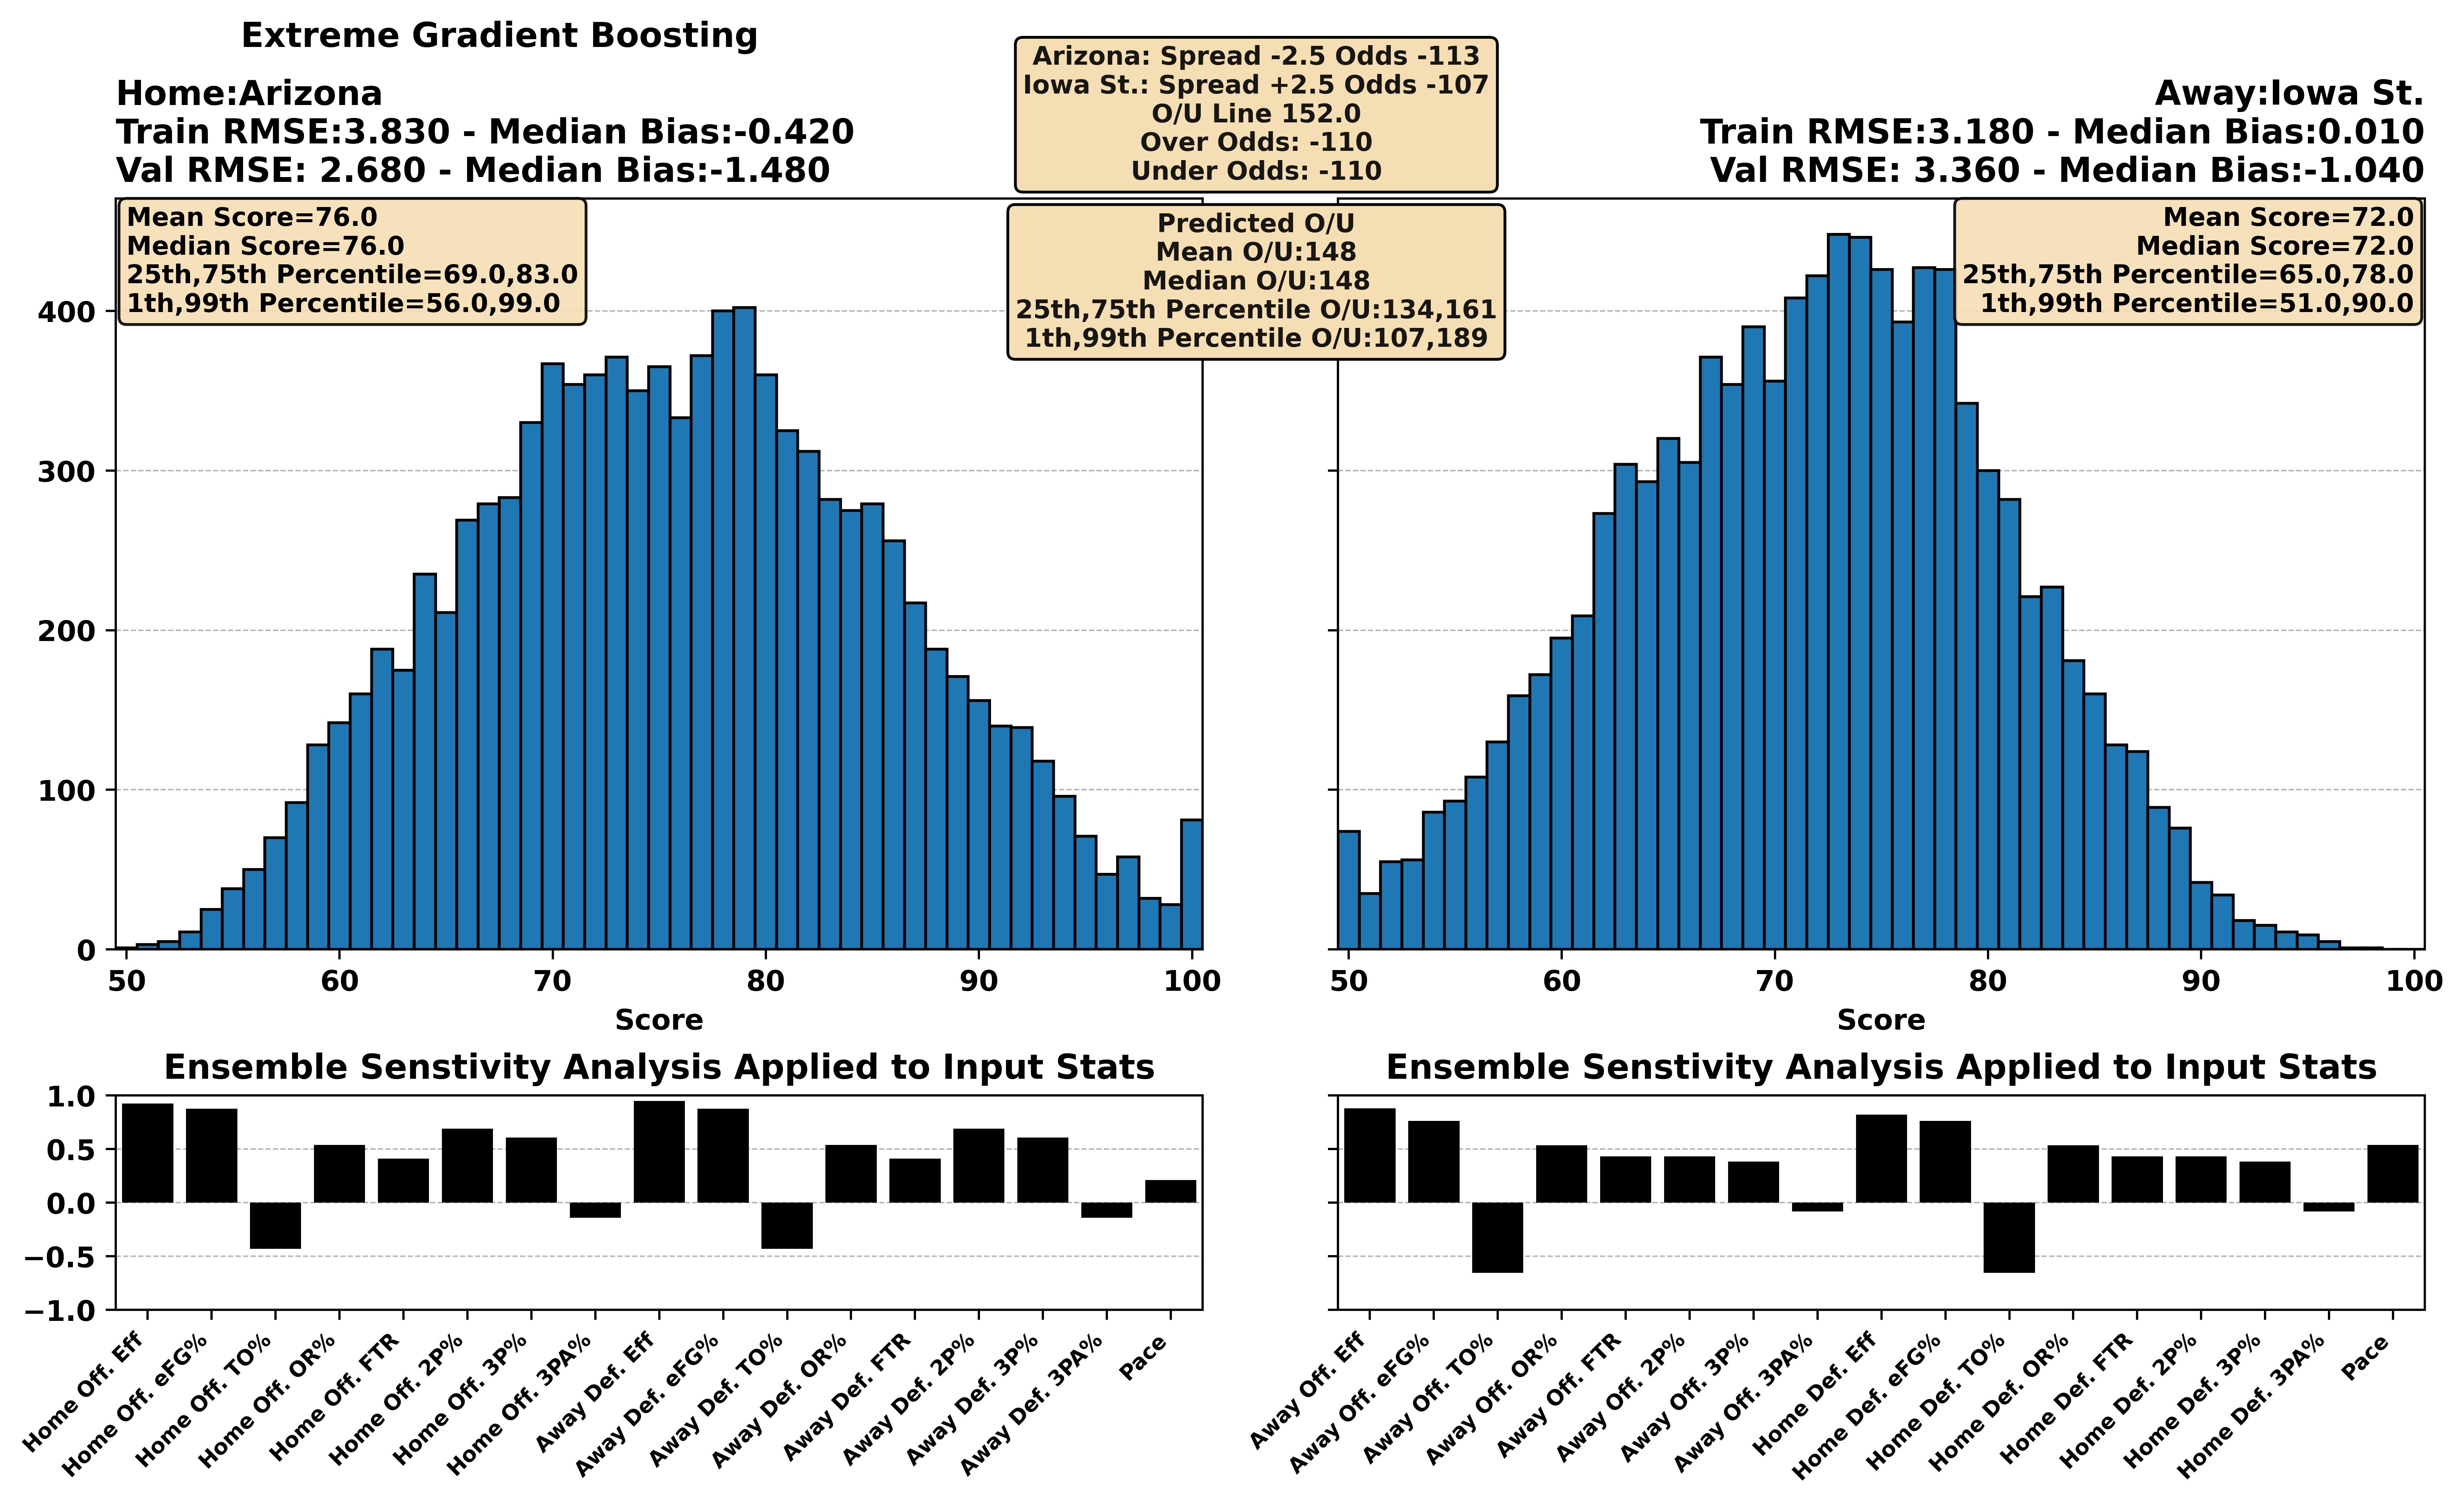 Extreme Gradient Boosting
Home:Arizona
Train RMSE:3.830 - Median Bias:-0.420
Val RMSE: 2.680 - Median Bias:-1.480
Arizona: Spread -2.5 Odds -113
Iowa St.: Spread +2.5 Odds -107
O/U Line 152.0
Over Odds: -110
Under Odds: -110
Away:Iowa St.
Train RMSE:3.180 - Median Bias:0.010
Val RMSE: 3.360 - Median Bias:-1.040
Mean Score=76.0
Median Score=76.0
25th,75th Percentile=69.0,83.0
1th,99th Percentile=56.0,99.0
Predicted O/U
Mean O/U:148
Median O/U:148
25th,75th Percentile O/U:134,161
1th,99th Percentile O/U:107,189
Mean Score=72.0
Median Score=72.0
25th,75th Percentile=65.0,78.0
1th,99th Percentile=51.0,90.0
400
300
200
100
0
50 60 70 80 90 100
Score
50 60 70 80 90 100
Score
Ensemble Senstivity Analysis Applied to Input Stats
1.0
0.5
0.0
−0.5
−1.0
Home Off. Eff
Home Off. eFG%
Home Off. TO%
Home Off. OR%
Home Off. FTR
Home Off. 2P%
Home Off. 3P%
Home Off. 3PA%
Away Def. Eff
Away Def. eFG%
Away Def. TO%
Away Def. OR%
Away Def. FTR
Away Def. 2P%
Away Def. 3P%
Away Def. 3PA%
Pace
Ensemble Senstivity Analysis Applied to Input Stats
Away Off. Eff
Away Off. eFG%
Away Off. TO%
Away Off. OR%
Away Off. FTR
Away Off. 2P%
Away Off. 3P%
Away Off. 3PA%
Home Def. Eff
Home Def. eFG%
Home Def. TO%
Home Def. OR%
Home Def. FTR
Home Def. 2P%
Home Def. 3P%
Home Def. 3PA%
Pace